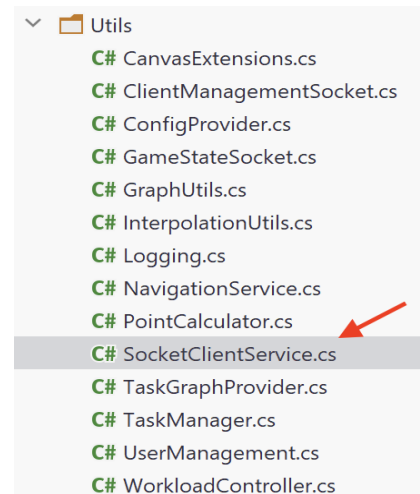 Utils
C# CanvasExtensions.cs
C# ClientManagementSocket.cs
C# ConfigProvider.cs
C# GameStateSocket.cs
C# GraphUtils.cs
C# InterpolationUtils.cs
C# Logging.cs
C# NavigationService.cs
C# PointCalculator.cs
C# SocketClientService.cs
C# TaskGraphProvider.cs
C# TaskManager.cs
C# UserManagement.cs
C# WorkloadController.cs